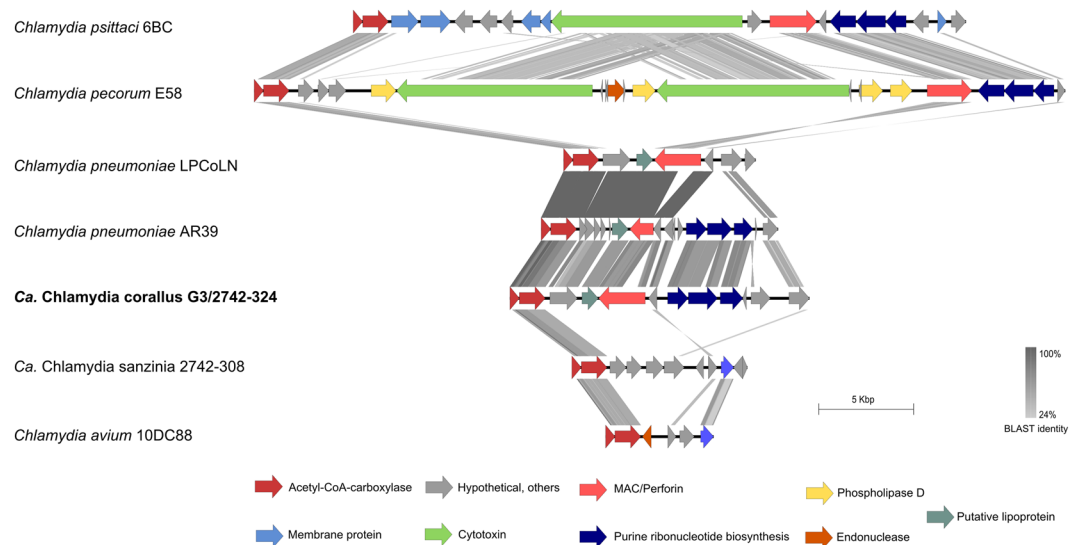 Chlamydia psittaci 6BC
Chlamydia pecorum E58
Chlamydia pneumoniae LPCoLN
Chlamydia pneumoniae AR39
Ca. Chlamydia corallus G3/2742-324
Ca. Chlamydia sanzinia 2742-308
Chlamydia avium 10DC88
100%
24%
BLAST identity
5 Kbp
Acetyl-CoA-carboxylase
Hypothetical, others
MAC/Perforin
Phospholipase D
Putative lipoprotein
Membrane protein
Cytotoxin
Purine ribonucleotide biosynthesis
Endonuclease